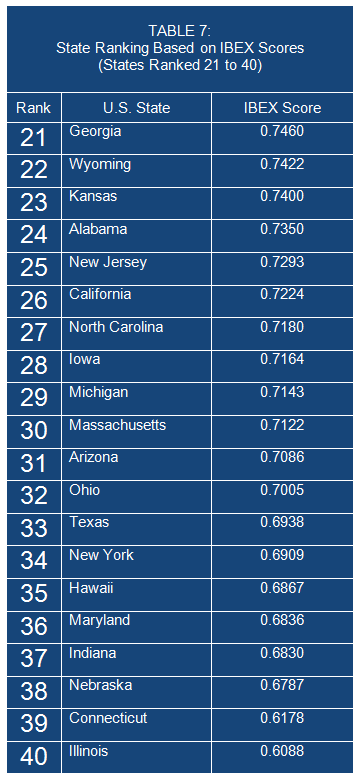 TABLE 7:
State Ranking Based on IBEX Scores
(States Ranked 21 to 40)
Rank U.S. State IBEX Score
21 Georgia 0.7460
22 Wyoming 0.7422
23 Kansas 0.7400
24 Alabama 0.7350
25 New Jersey 0.7293
26 California 0.7224
27 North Carolina 0.7180
28 Iowa 0.7164
29 Michigan 0.7143
30 Massachusetts 0.7122
31 Arizona 0.7086
32 Ohio 0.7005
33 Texas 0.6938
34 New York 0.6909
35 Hawaii 0.6867
36 Maryland 0.6836
37 Indiana 0.6830
38 Nebraska 0.6787
39 Connecticut 0.6178
40 Illinois 0.6088